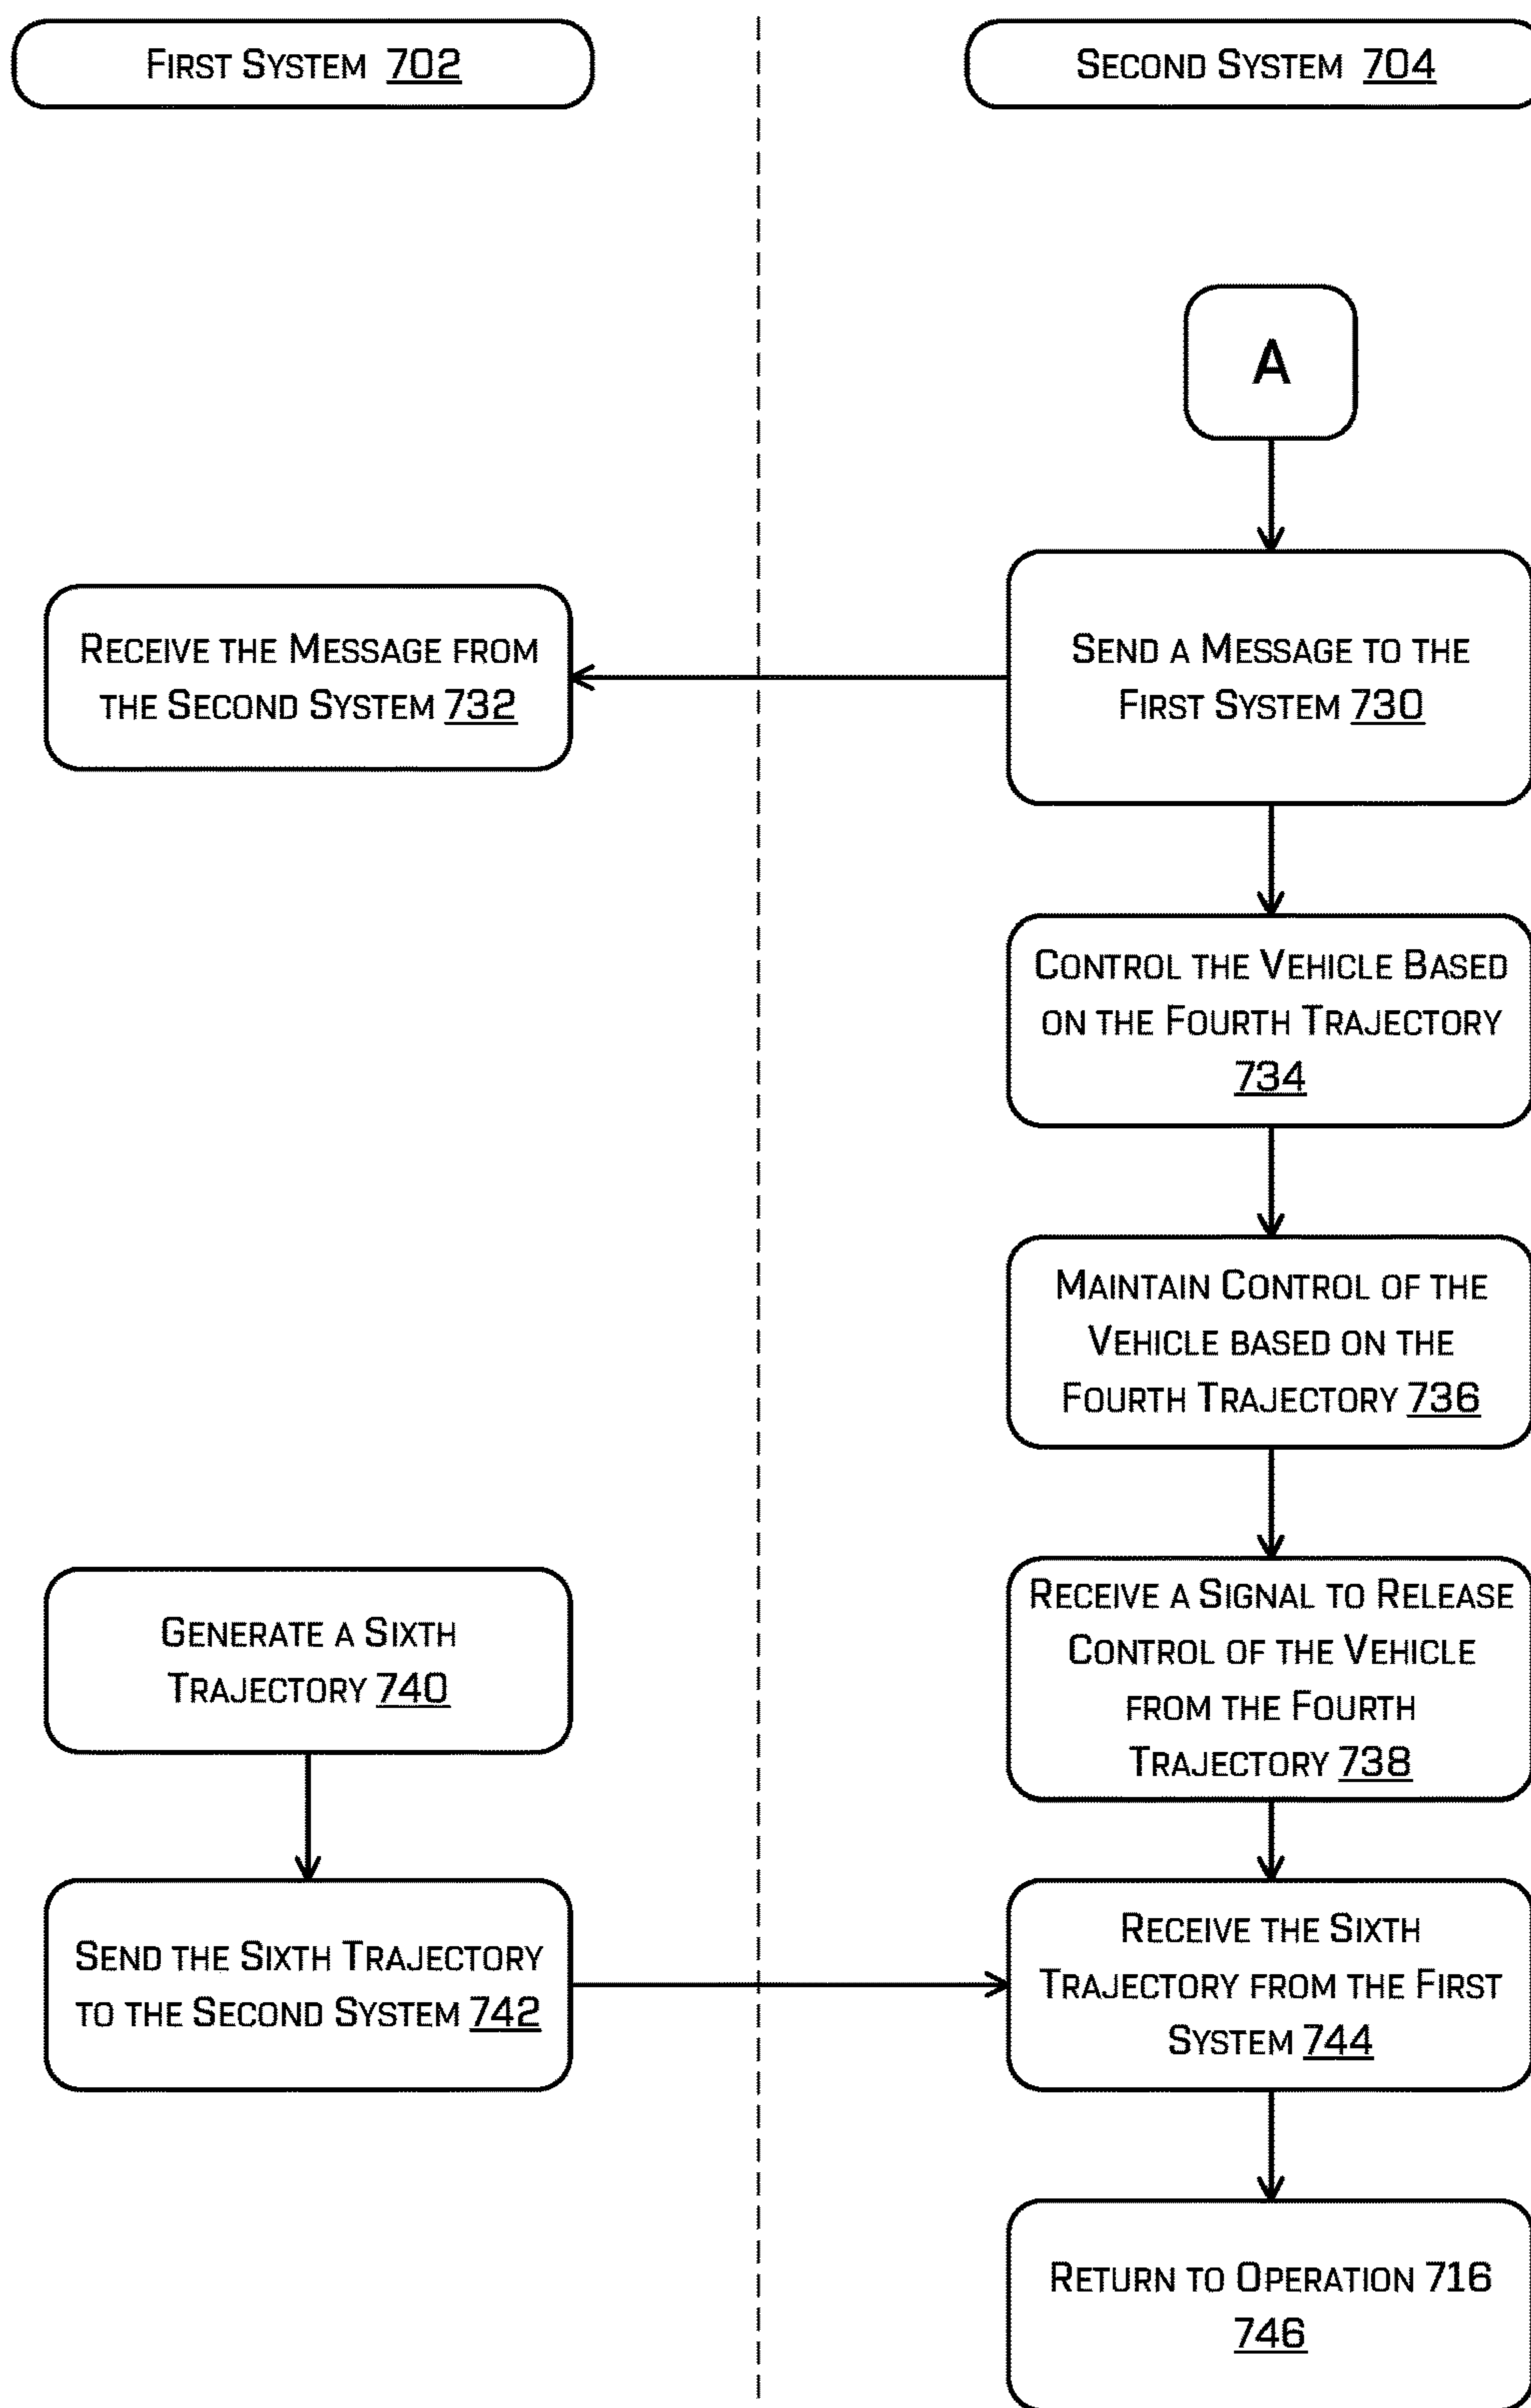 First System 702
Second System 704
A
Receive the Message from
the Second System 732
Send a Message to the
First System 730
Control the Vehicle Based
on the Fourth Trajectory
734
Maintain Control of the
Vehicle based on the
Fourth Trajectory 736
Generate a Sixth
Trajectory 740
Receive a Signal to Release
Control of the Vehicle
from the Fourth
Trajectory 738
Send the Sixth Trajectory
to the Second System 742
Receive the Sixth
Trajectory from the First
System 744
Return to Operation 716
746